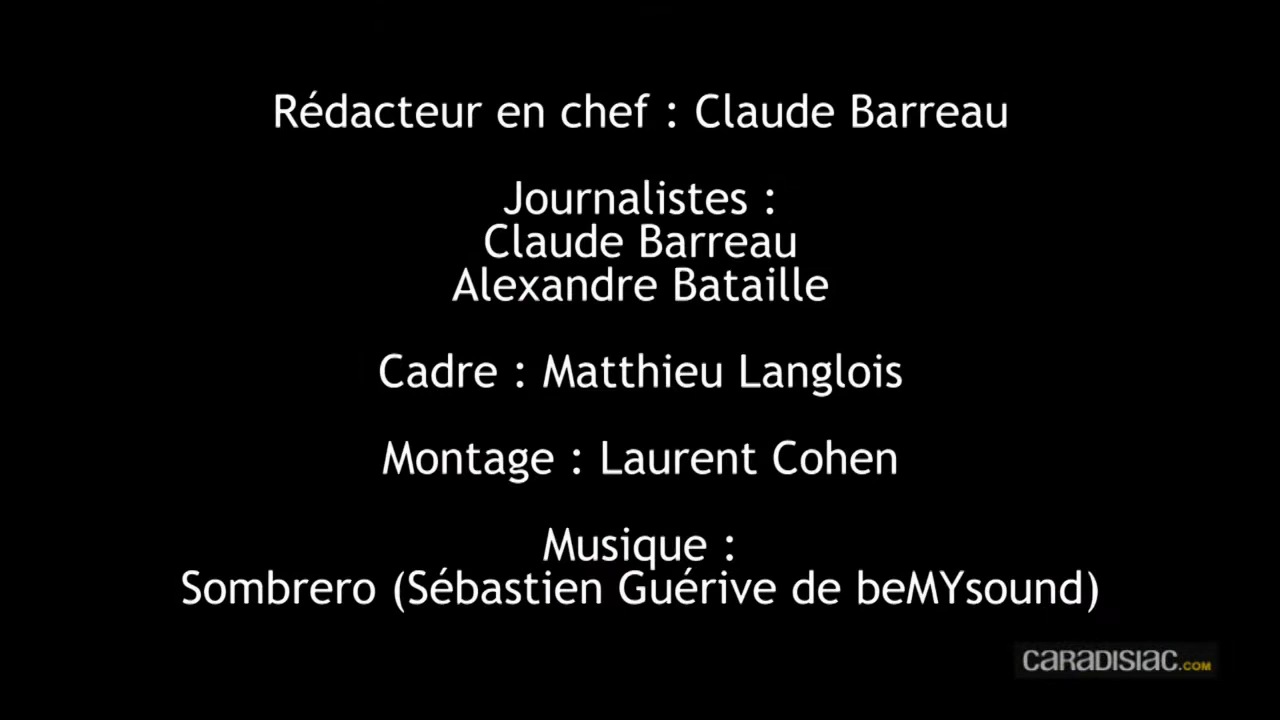 Rédacteur en chef : Claude Barreau
Journalistes :
Claude Barreau
Alexandre Bataille
Cadre : Matthieu Langlois
Montage : Laurent Cohen
Musique :
Sombrero (Sébastien Guérive de beMYsound)
CARADISIAC.COM